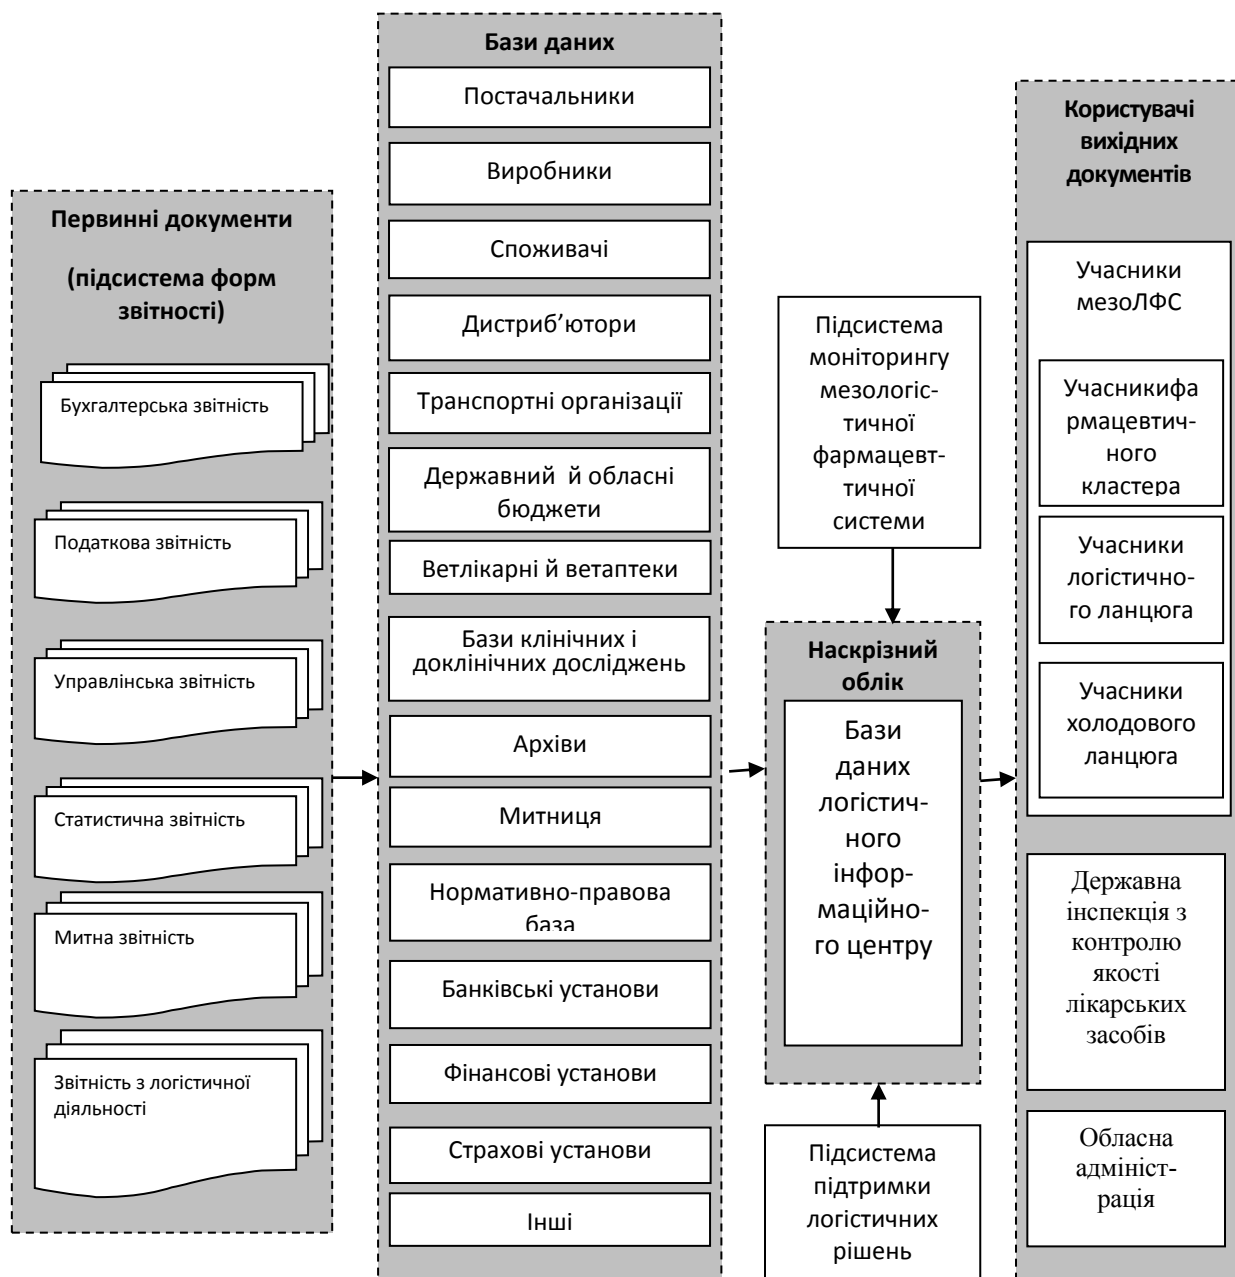 Первинні документи
(підсистема форм
звітності)
Бухгалтерська звітність
Податкова звітність
Управлінська звітність
Статистична звітність
Митна звітність
Звітність з логістичної
діяльності
Бази даних
Постачальники
Виробники
Споживачі
Дистриб’ютори
Транспортні організації
Державний й обласні
бюджети
Ветлікарні й ветаптеки
Бази клінічних і
доклінічних досліджень
Архіви
Митниця
Нормативно-правова
база
Банківські установи
Фінансові установи
Страхові установи
Інші
Підсистема
моніторингу
мезологіс-
тичної
фармацевт-
тичної
системи
Наскрізний
облік
Бази
даних
логістич-
ного
інфор-
маційно-
го центру
Підсистема
підтримки
логістичних
рішень
Користувачі
вихідних
документів
Учасники
мезоЛФС
Учасникифа
рмацевтич-
ного
кластера
Учасники
логістично-
го ланцюга
Учасники
холодового
ланцюга
Державна
інспекція з
контролю
якості
лікарських
засобів
Обласна
адмініст-
рація